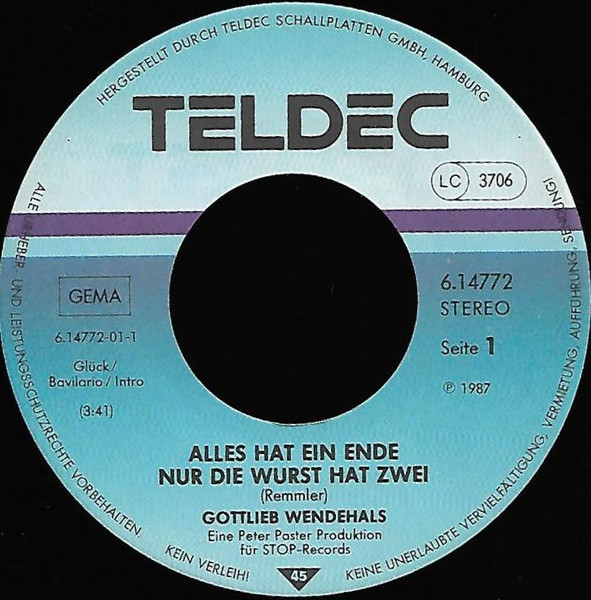 HERGESTELLT DURCH TELDEC SCHALLPLATTEN GMBH, HAMBURG
TELDEC
LC 3706
GEMA
6.14772-01-1
Glück/
Bavilario/Intro
(3:41)
6.14772
STEREO
Seite 1
℗ 1987
ALLES HAT EIN ENDE
NUR DIE WURST HAT ZWEI
(Remmler)
GOTTLIEB WENDEHALS
Eine Peter Paster Produktion
für STOP-Records
45
ALLE URHEBER- UND LEISTUNGSSCHUTZRECHTE VORBEHALTEN.
KEIN VERLEIH! KEINE UNERLAUBTE VERVIELFÄLTIGUNG, VERMIETUNG, AUFFÜHRUNG, SENDUNG!